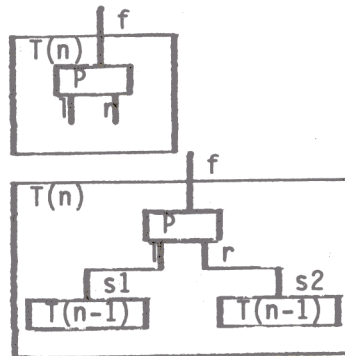 f
T(n)
P
l r
f
T(n)
P
l r
s1 s2
T(n-1) T(n-1)